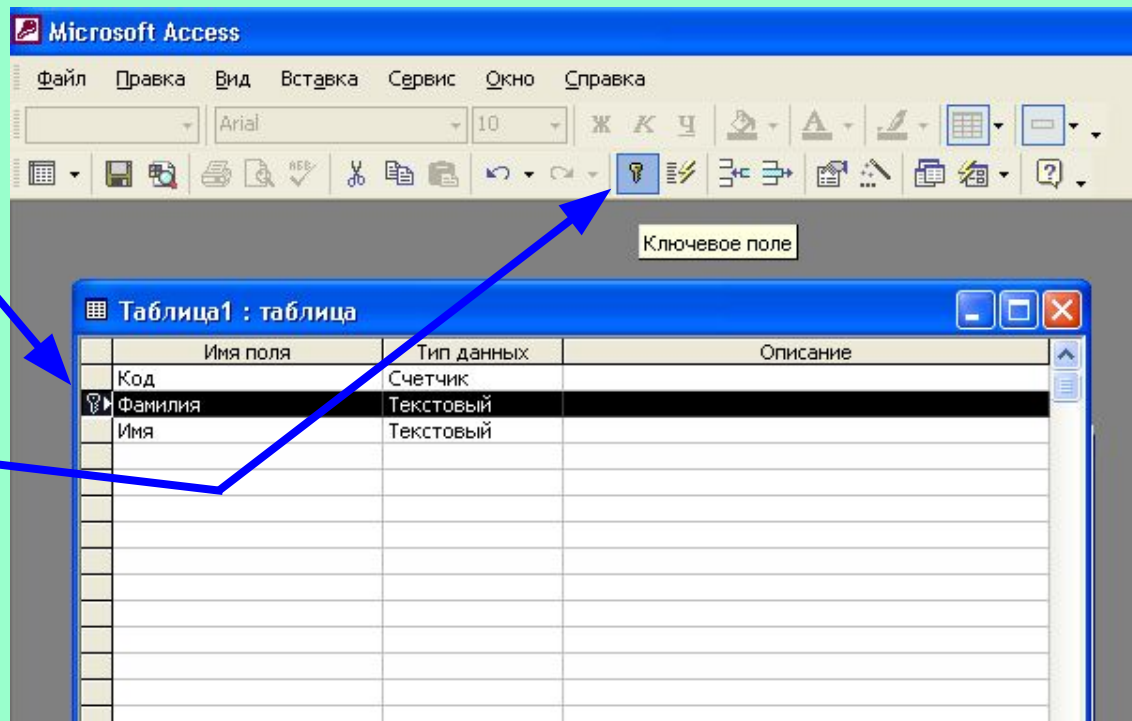 Microsoft Access
Файл Правка Вид Вставка Сервис Окно Справка
Arial 10 Ж К Ч
Ключевое поле
Таблица1 : таблица
Имя поля Тип данных Описание
Код Счетчик
Фамилия Текстовый
Имя Текстовый